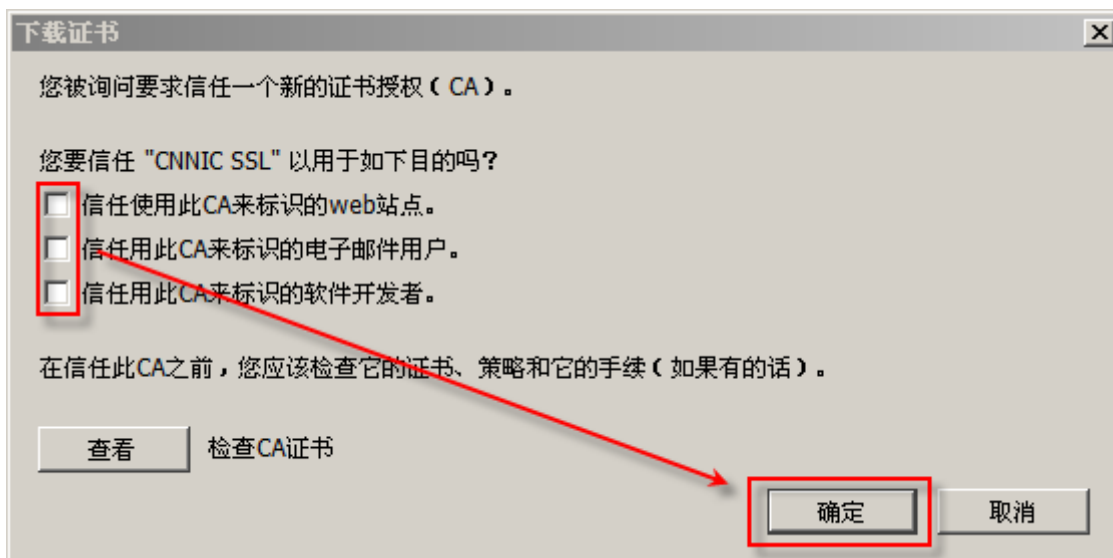 下载证书
您被询问要求信任一个新的证书授权(CA)。
您要信任 "CNNIC SSL" 以用于如下目的吗?
信任使用此CA来标识的web站点。
信任用此CA来标识的电子邮件用户。
信任用此CA来标识的软件开发者。
在信任此CA之前,您应该检查它的证书、策略和它的手续(如果有的话)。
查看 检查CA证书
确定 取消